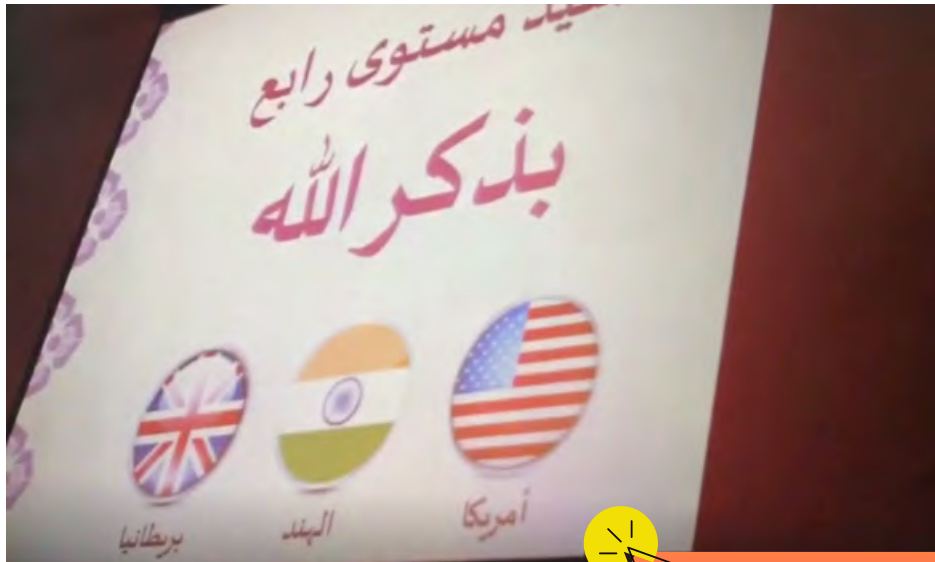 مستوى رابع
بذكر الله
أمريكا
الهند
بريطانيا